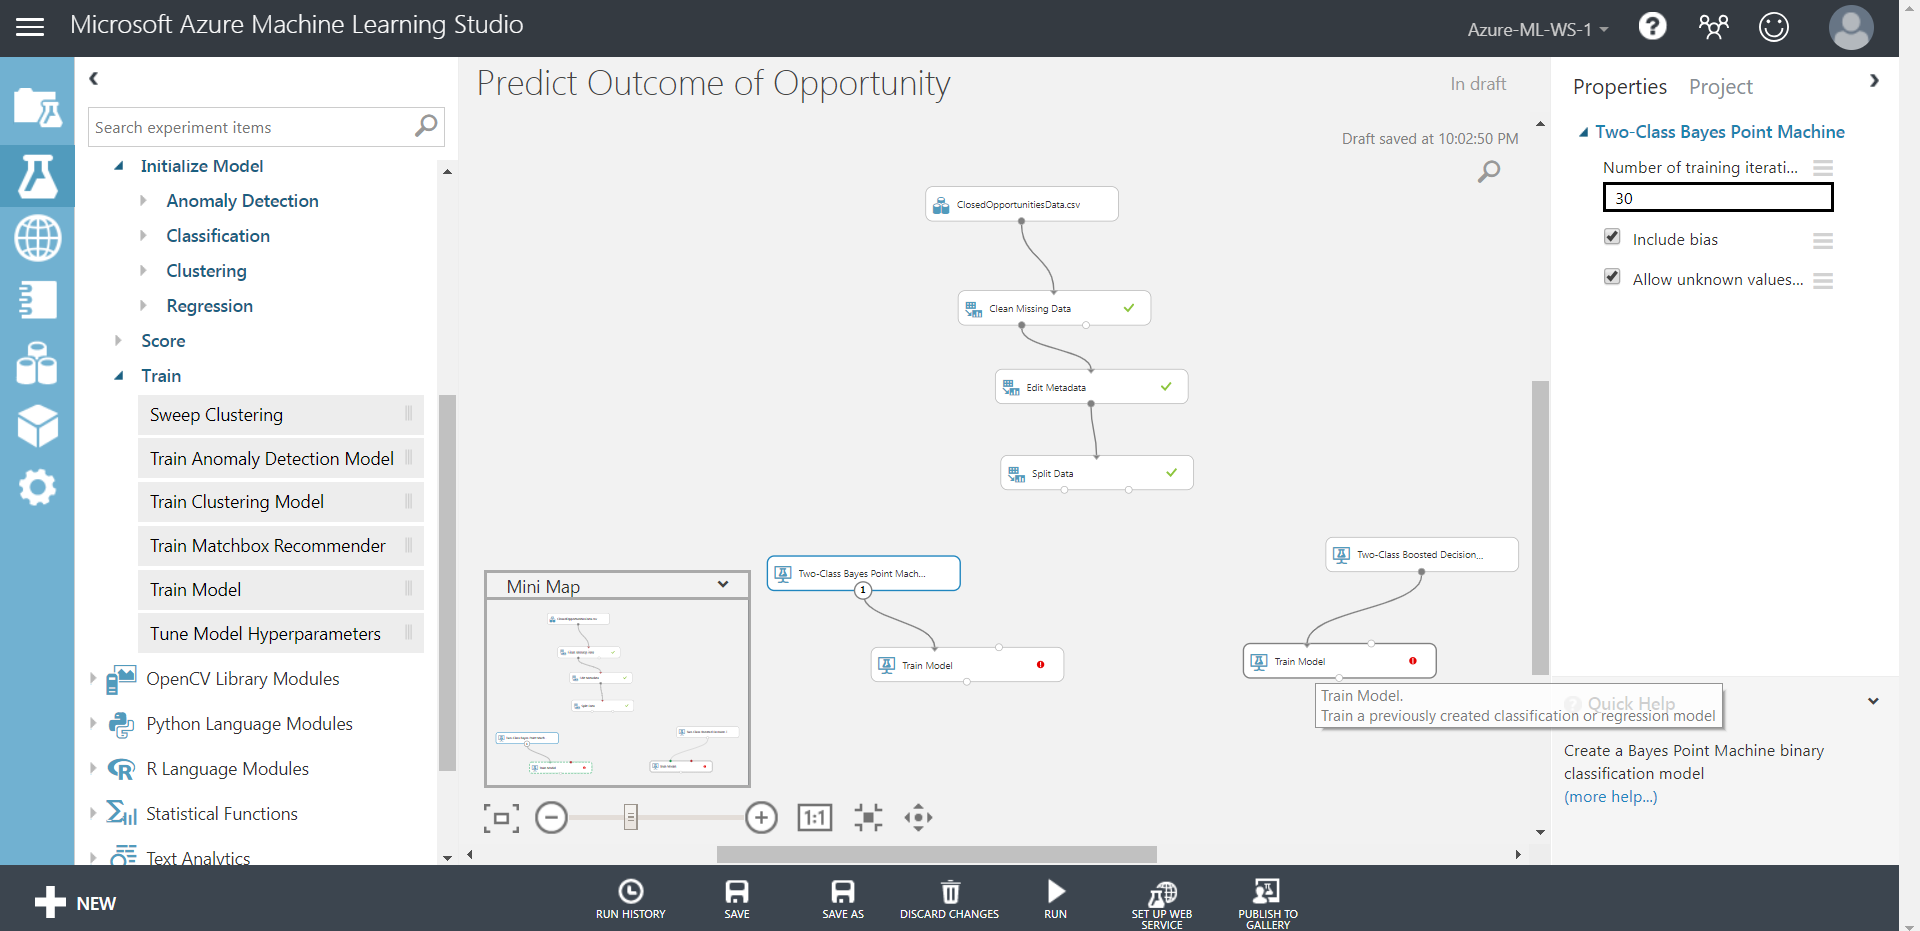 Microsoft Azure Machine Learning Studio
Azure-ML-WS-1
?
Search experiment items
Initialize Model
Anomaly Detection
Classification
Clustering
Regression
Score
Train
Sweep Clustering
Train Anomaly Detection Model
Train Clustering Model
Train Matchbox Recommender
Train Model
Tune Model Hyperparameters
OpenCV Library Modules
Python Language Modules
R Language Modules
Statistical Functions
Text Analytics
Predict Outcome of Opportunity
In draft
Draft saved at 10:02:50 PM
ClosedOpportunitiesData.csv
Clean Missing Data
Edit Metadata
Split Data
Two-Class Bayes Point Mach...
1
Two-Class Boosted Decision...
Train Model
Train Model
Train Model.
Train a previously created classification or regression model
Mini Map
1:1
Properties
Project
Two-Class Bayes Point Machine
Number of training iterati...
30
Include bias
Allow unknown values...
Quick Help
Create a Bayes Point Machine binary
classification model
(more help...)
NEW
RUN HISTORY
SAVE
SAVE AS
DISCARD CHANGES
RUN
SET UP WEB
SERVICE
PUBLISH TO
GALLERY